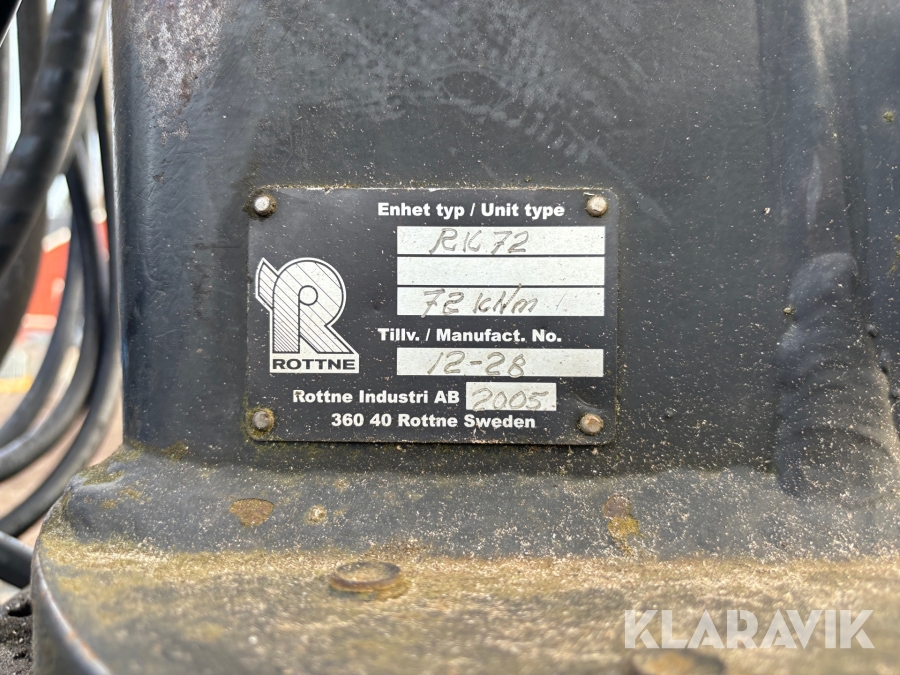 Enhet typ / Unit type
RK72
72 kNm
Tillv. / Manufact. No.
ROTTNE
12-28
Rottne Industri AB 2005
360 40 Rottne Sweden
KLARAVIK